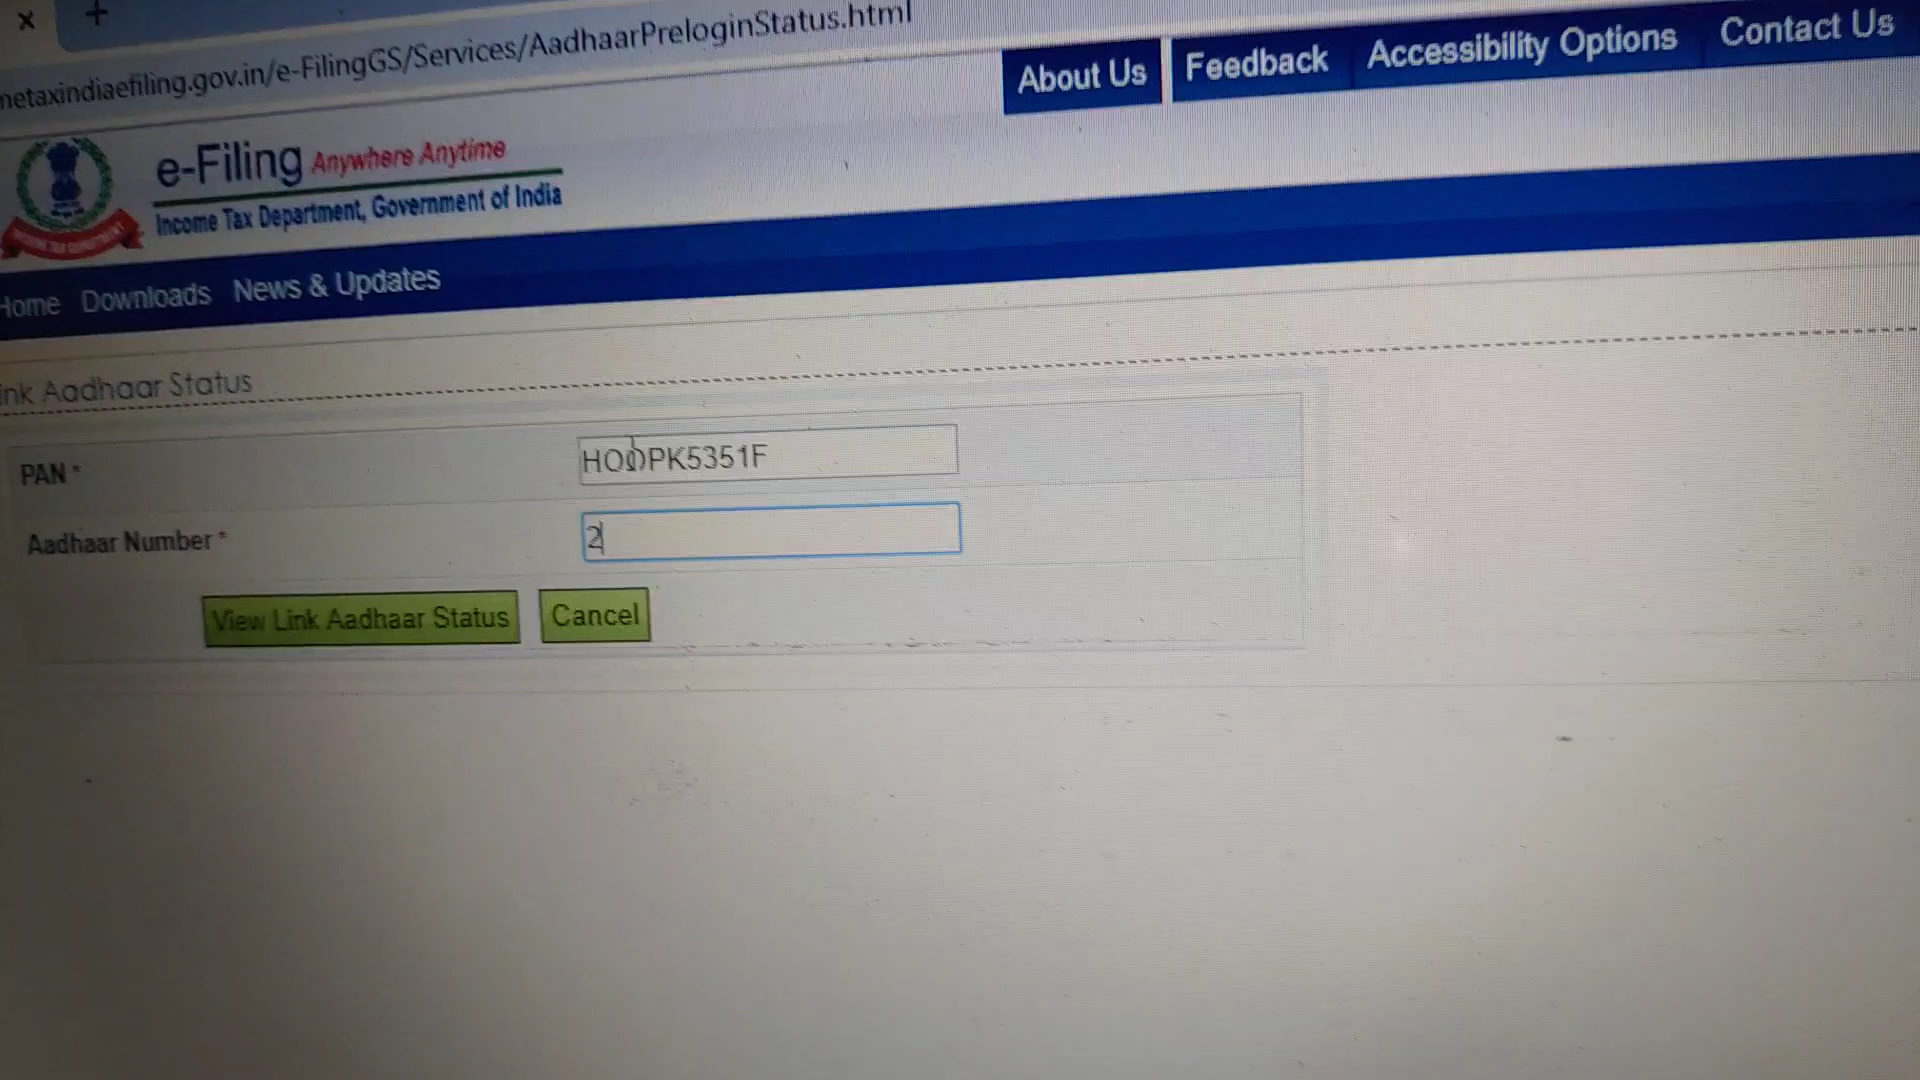 netaxindiaefiling.gov.in/e-FilingGS/Services/AadhaarPreloginStatus.html
About Us Feedback Accessibility Options Contact Us
e-Filing Anywhere Anytime
Income Tax Department, Government of India
Home Downloads News & Updates
ink Aadhaar Status
PAN *
Aadhaar Number * 2
View Link Aadhaar Status Cancel